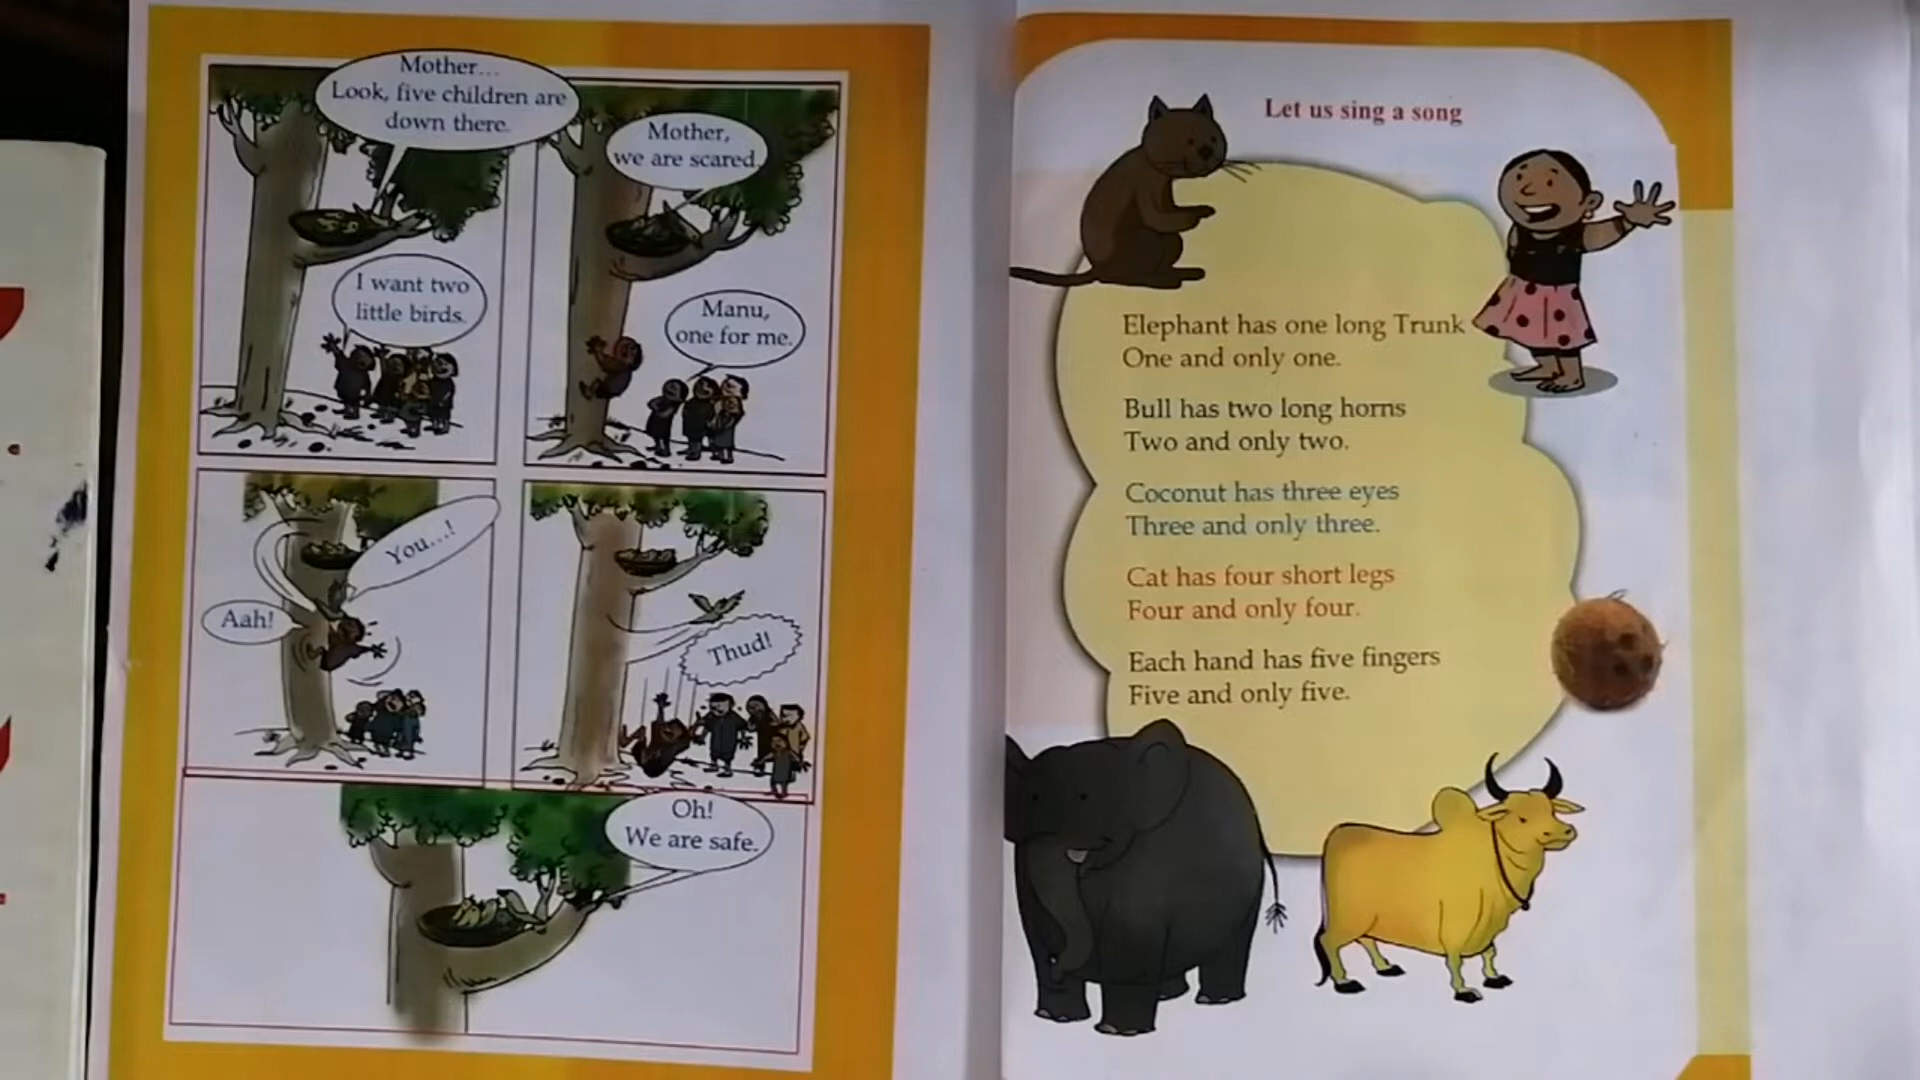 Mother...
Look, five children are
down there.
I want two
little birds.
Mother,
we are scared.
Manu,
one for me.
You...!
Aah!
Thud!
Oh!
We are safe.
Let us sing a song
Elephant has one long Trunk
One and only one.
Bull has two long horns
Two and only two.
Coconut has three eyes
Three and only three.
Cat has four short legs
Four and only four.
Each hand has five fingers
Five and only five.